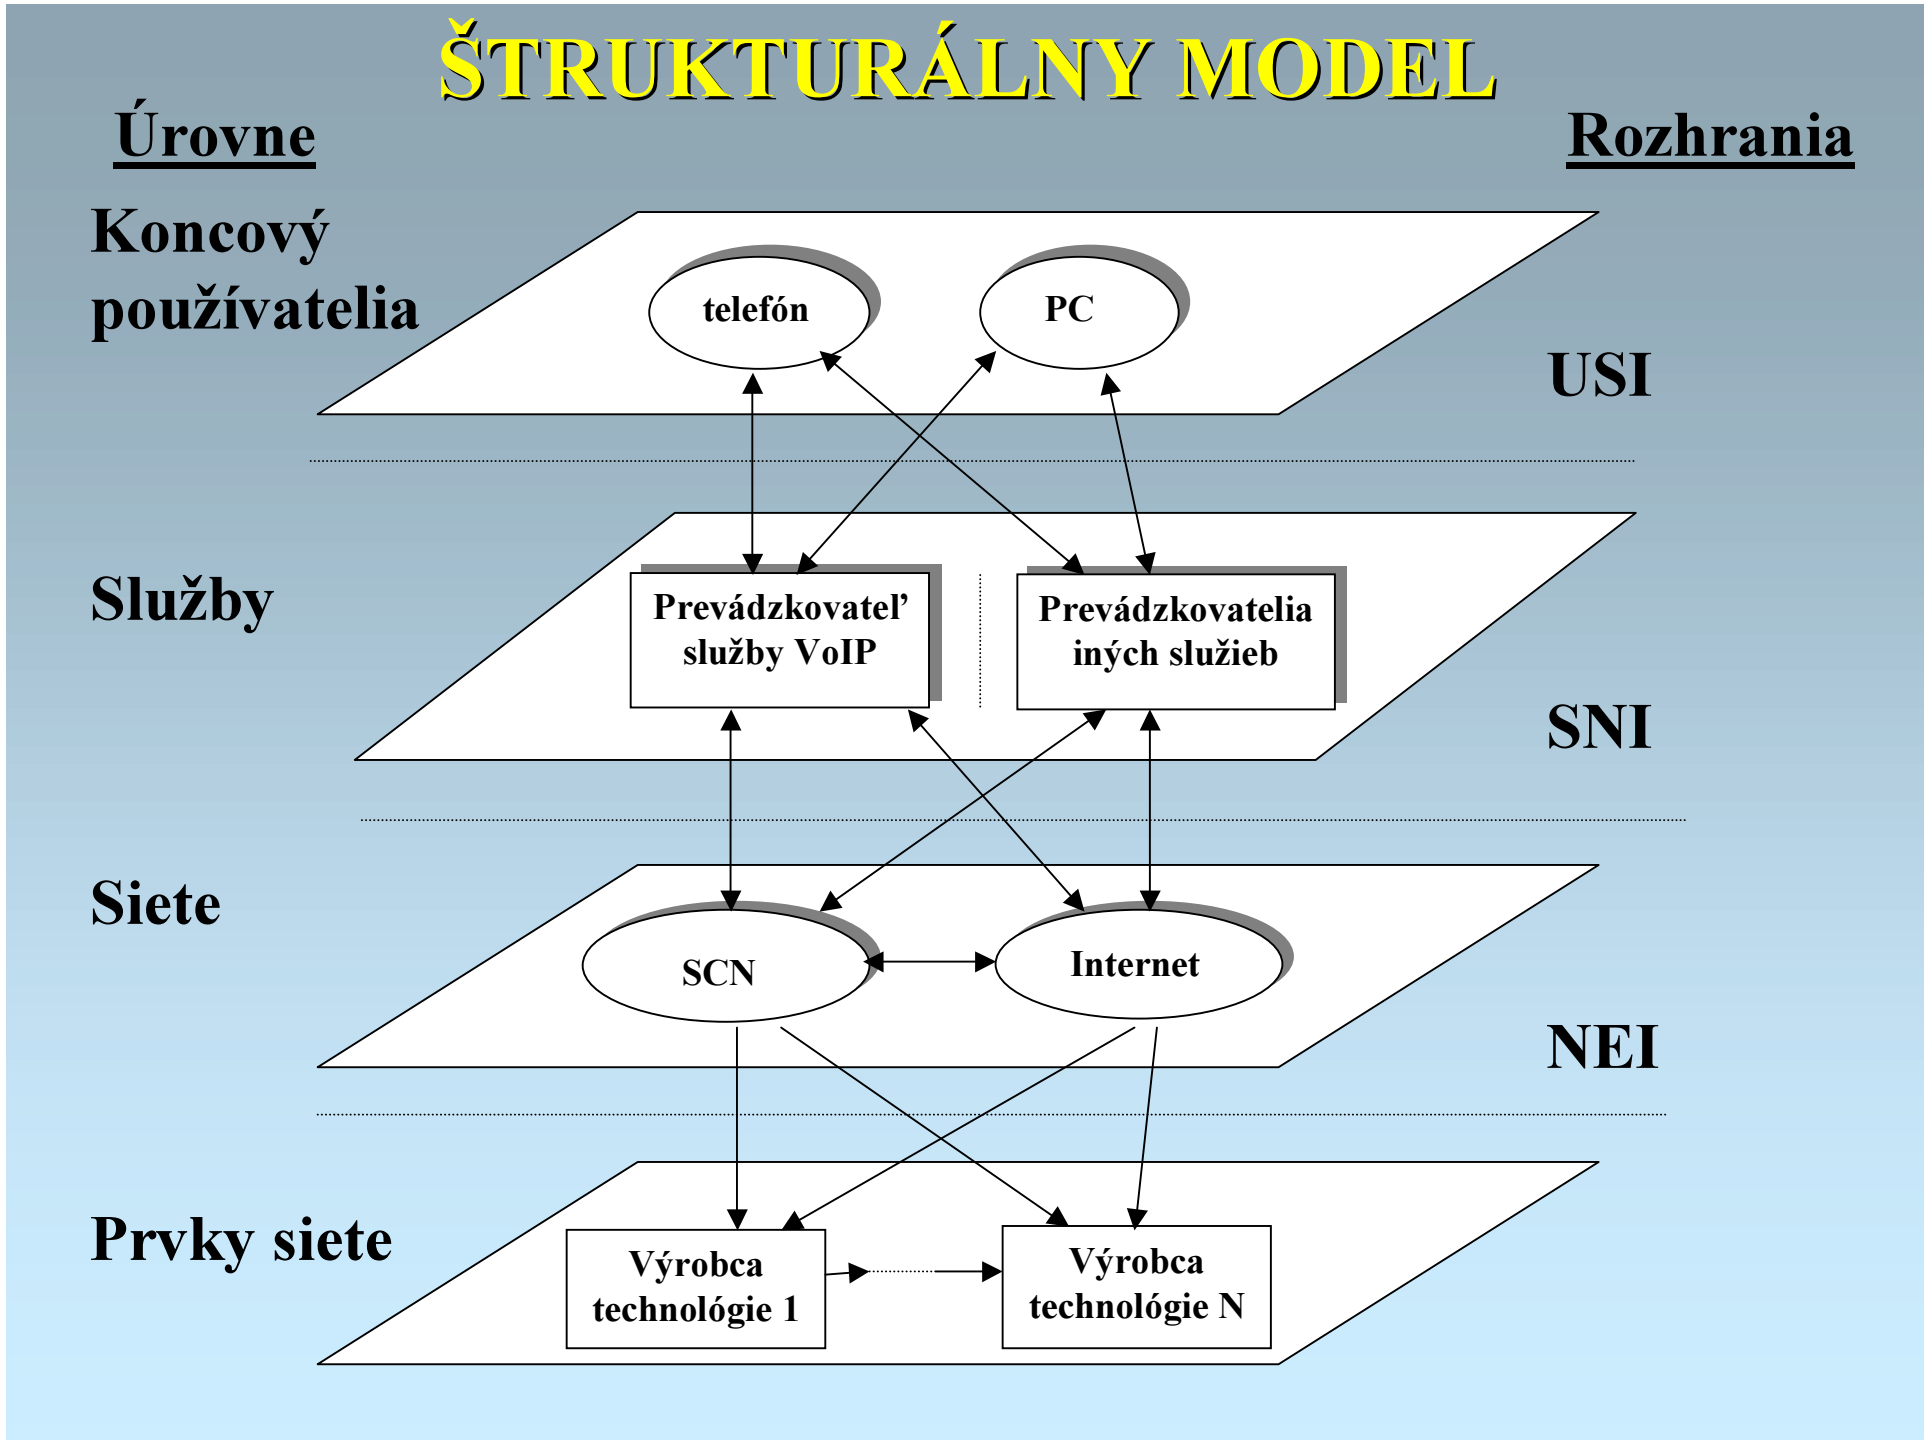 ŠTRUKTURÁLNY MODEL
Úrovne
Rozhrania
Koncový
používatelia
telefón
PC
USI
Služby
Prevádzkovateľ
služby VoIP
Prevádzkovatelia
iných služieb
SNI
Siete
SCN
Internet
NEI
Prvky siete
Výrobca
technológie 1
Výrobca
technológie N